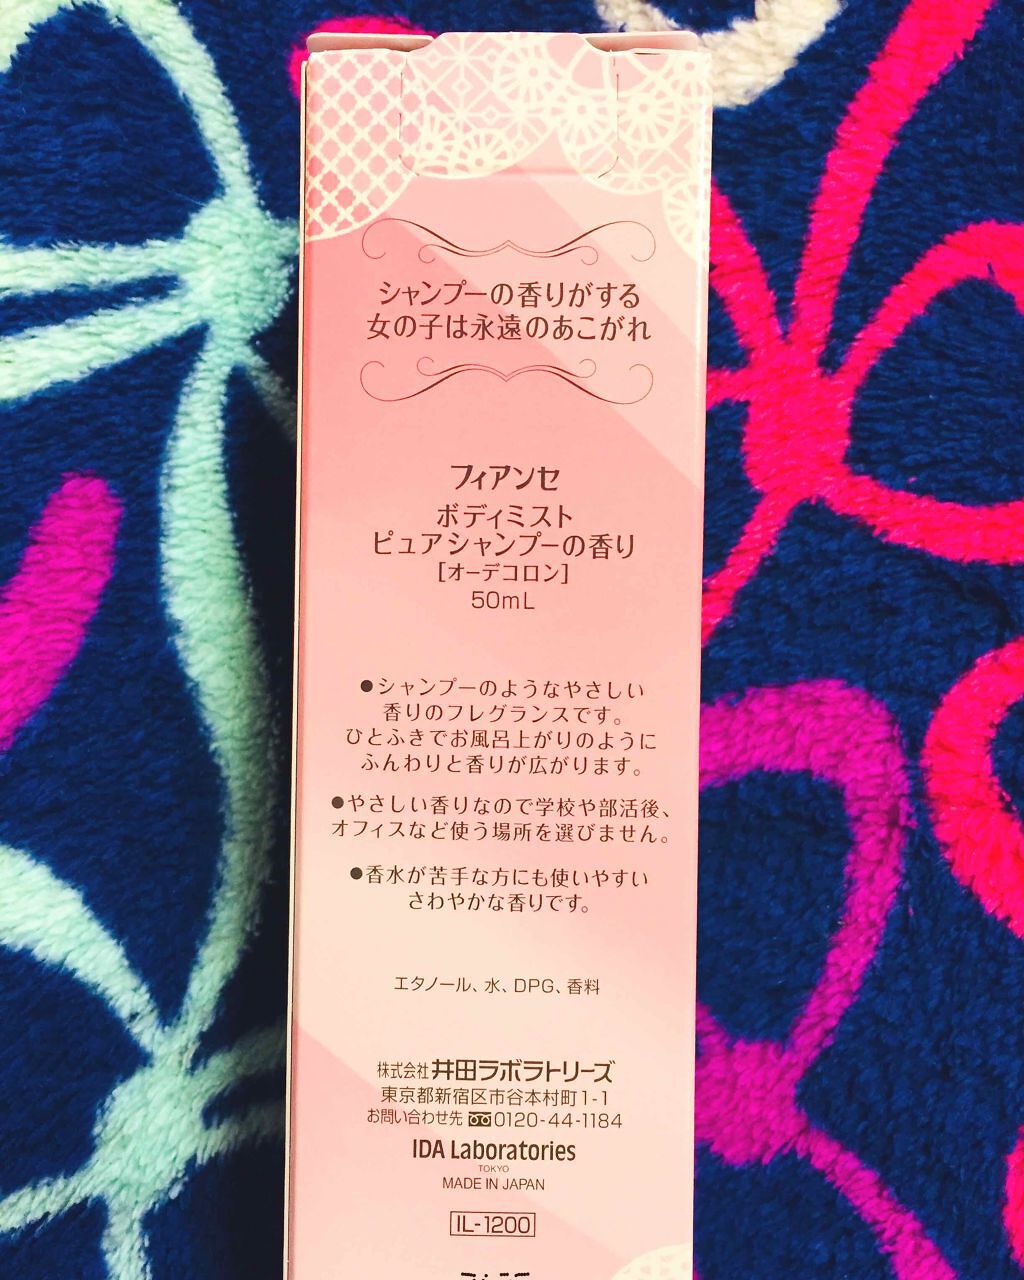 シャンプーの香りがする
女の子は永遠のあこがれ
フィアンセ
ボディミスト
ピュアシャンプーの香り
[オーデコロン]
50mL
●シャンプーのようなやさしい
香りのフレグランスです。
ひとふきでお風呂上がりのように
ふんわりと香りが広がります。
●やさしい香りなので学校や部活後、
オフィスなど使う場所を選びません。
●香水が苦手な方にも使いやすい
さわやかな香りです。
エタノール、水、DPG、香料
株式会社井田ラボラトリーズ
東京都新宿区市谷本村町1-1
お問い合わせ先 0120-44-1184
IDA Laboratories
TOKYO
MADE IN JAPAN
IL-1200